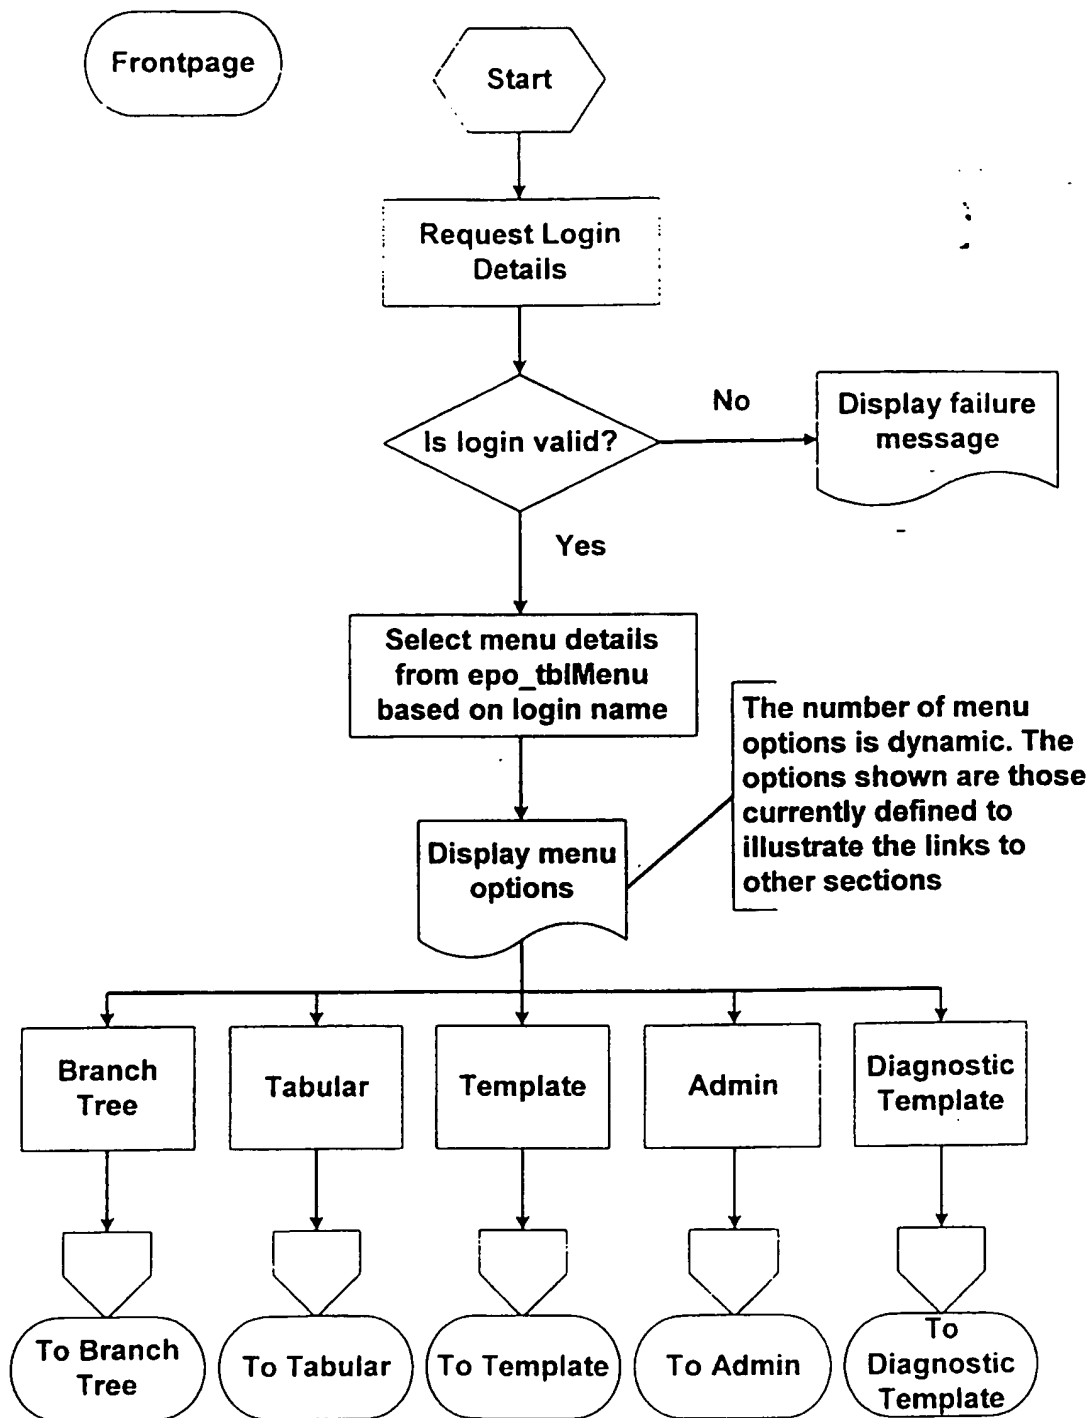 Frontpage
Start
Request Login
Details
Is login valid?
No
Display failure
message
Yes
Select menu details
from epo_tblMenu
based on login name
The number of menu
options is dynamic. The
options shown are those
currently defined to
illustrate the links to
other sections
Display menu
options
Branch
Tree
Tabular
Template
Admin
Diagnostic
Template
To Branch
Tree
To Tabular
To Template
To Admin
To
Diagnostic
Template